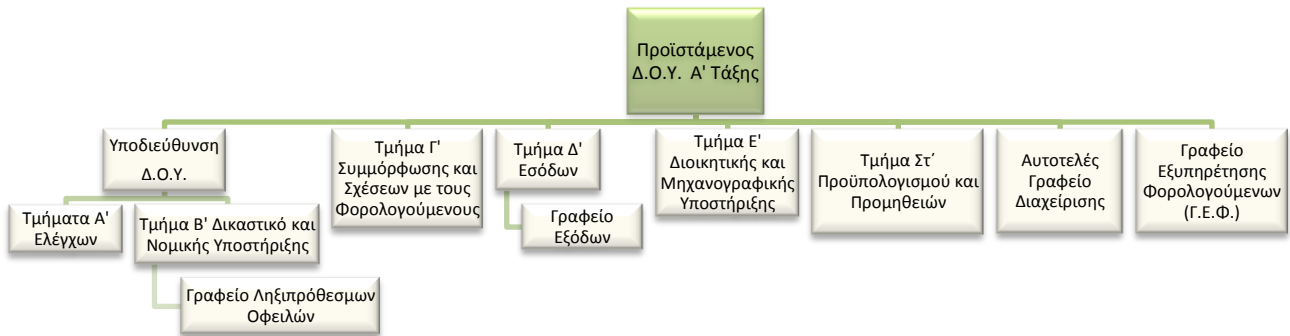 Προϊστάμενος
Δ.Ο.Υ. Α' Τάξης
Υποδιεύθυνση
Δ.Ο.Υ.
Τμήμα Γ'
Συμμόρφωσης και
Σχέσεων με τους
Φορολογούμενους
Τμήμα Δ'
Εσόδων
Τμήμα Ε'
Διοικητικής και
Μηχανογραφικής
Υποστήριξης
Τμήμα Στ΄
Προϋπολογισμού και
Προμηθειών
Αυτοτελές
Γραφείο
Διαχείρισης
Γραφείο
Εξυπηρέτησης
Φορολογούμενων
(Γ.Ε.Φ.)
Τμήματα Α'
Ελέγχων
Τμήμα Β' Δικαστικό και
Νομικής Υποστήριξης
Γραφείο
Εξόδων
Γραφείο Ληξιπρόθεσμων
Οφειλών